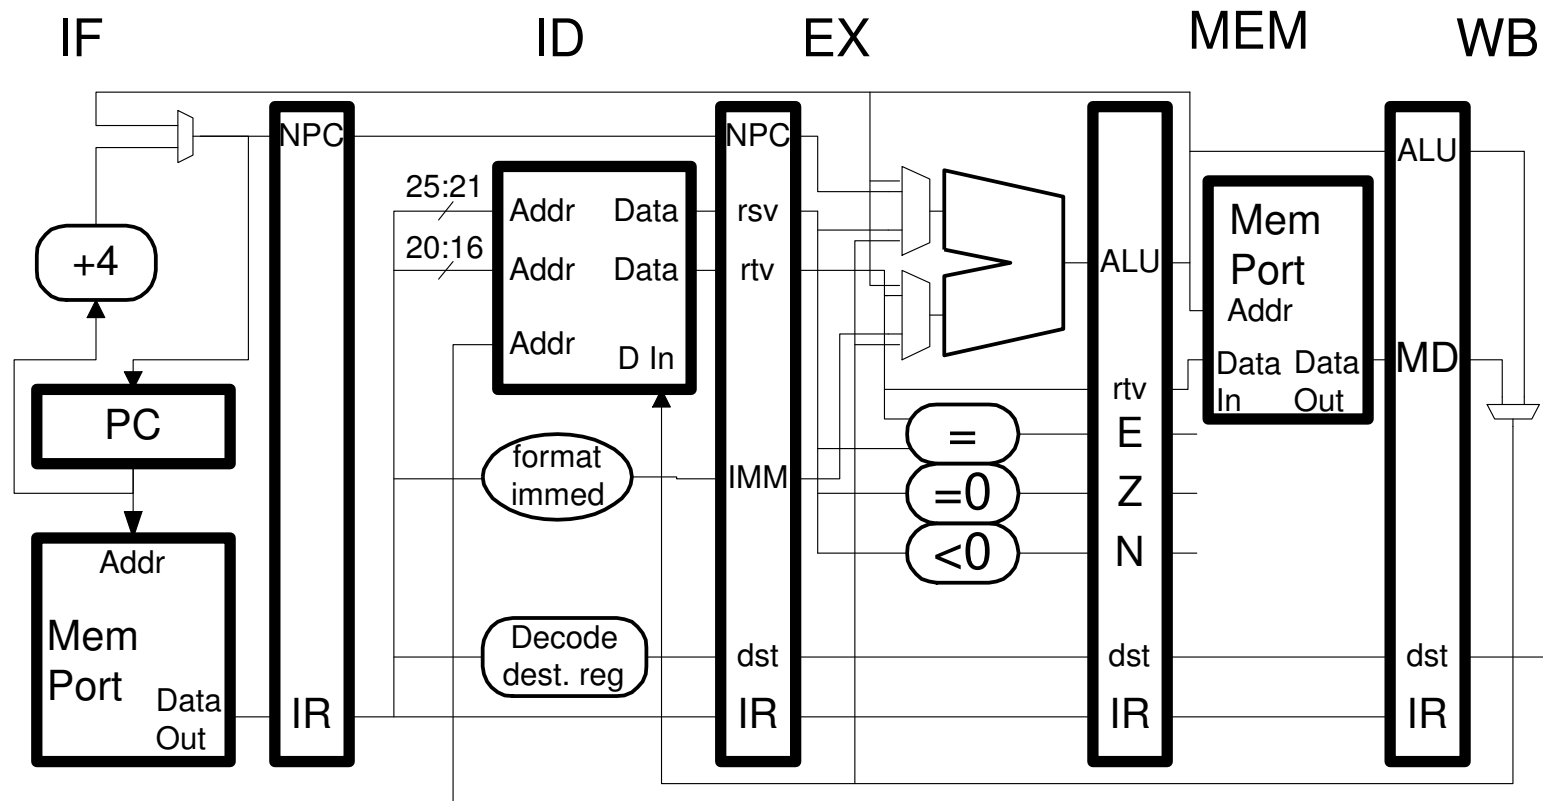 IF
ID
EX
MEM
WB
+4
PC
Addr
Mem
Port
Data
Out
NPC
IR
25:21
20:16
Addr
Data
Addr
Data
Addr
D In
format
immed
Decode
dest. reg
NPC
rsv
rtv
IMM
dst
IR
=
=0
<0
ALU
rtv
E
Z
N
dst
IR
Mem
Port
Addr
Data
In
Data
Out
ALU
MD
dst
IR